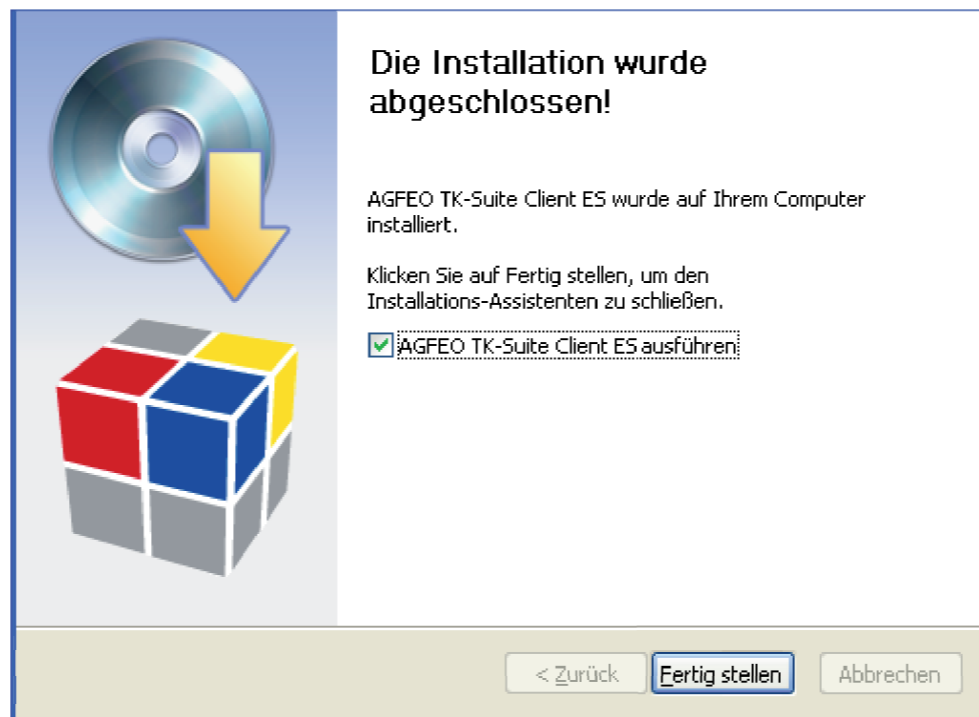 Die Installation wurde
abgeschlossen!
AGFEO TK-Suite Client ES wurde auf Ihrem Computer
installiert.
Klicken Sie auf Fertig stellen, um den
Installations-Assistenten zu schließen.
AGFEO TK-Suite Client ES ausführen
< Zurück
Fertig stellen
Abbrechen